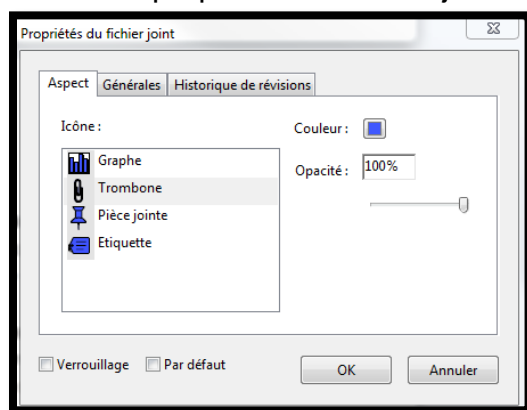 Propriétés du fichier joint
Aspect Générales Historique de révisions
Icône : Couleur :
Graphe Opacité : 100%
Trombone
Pièce jointe
Etiquette
Verrouillage Par défaut OK Annuler